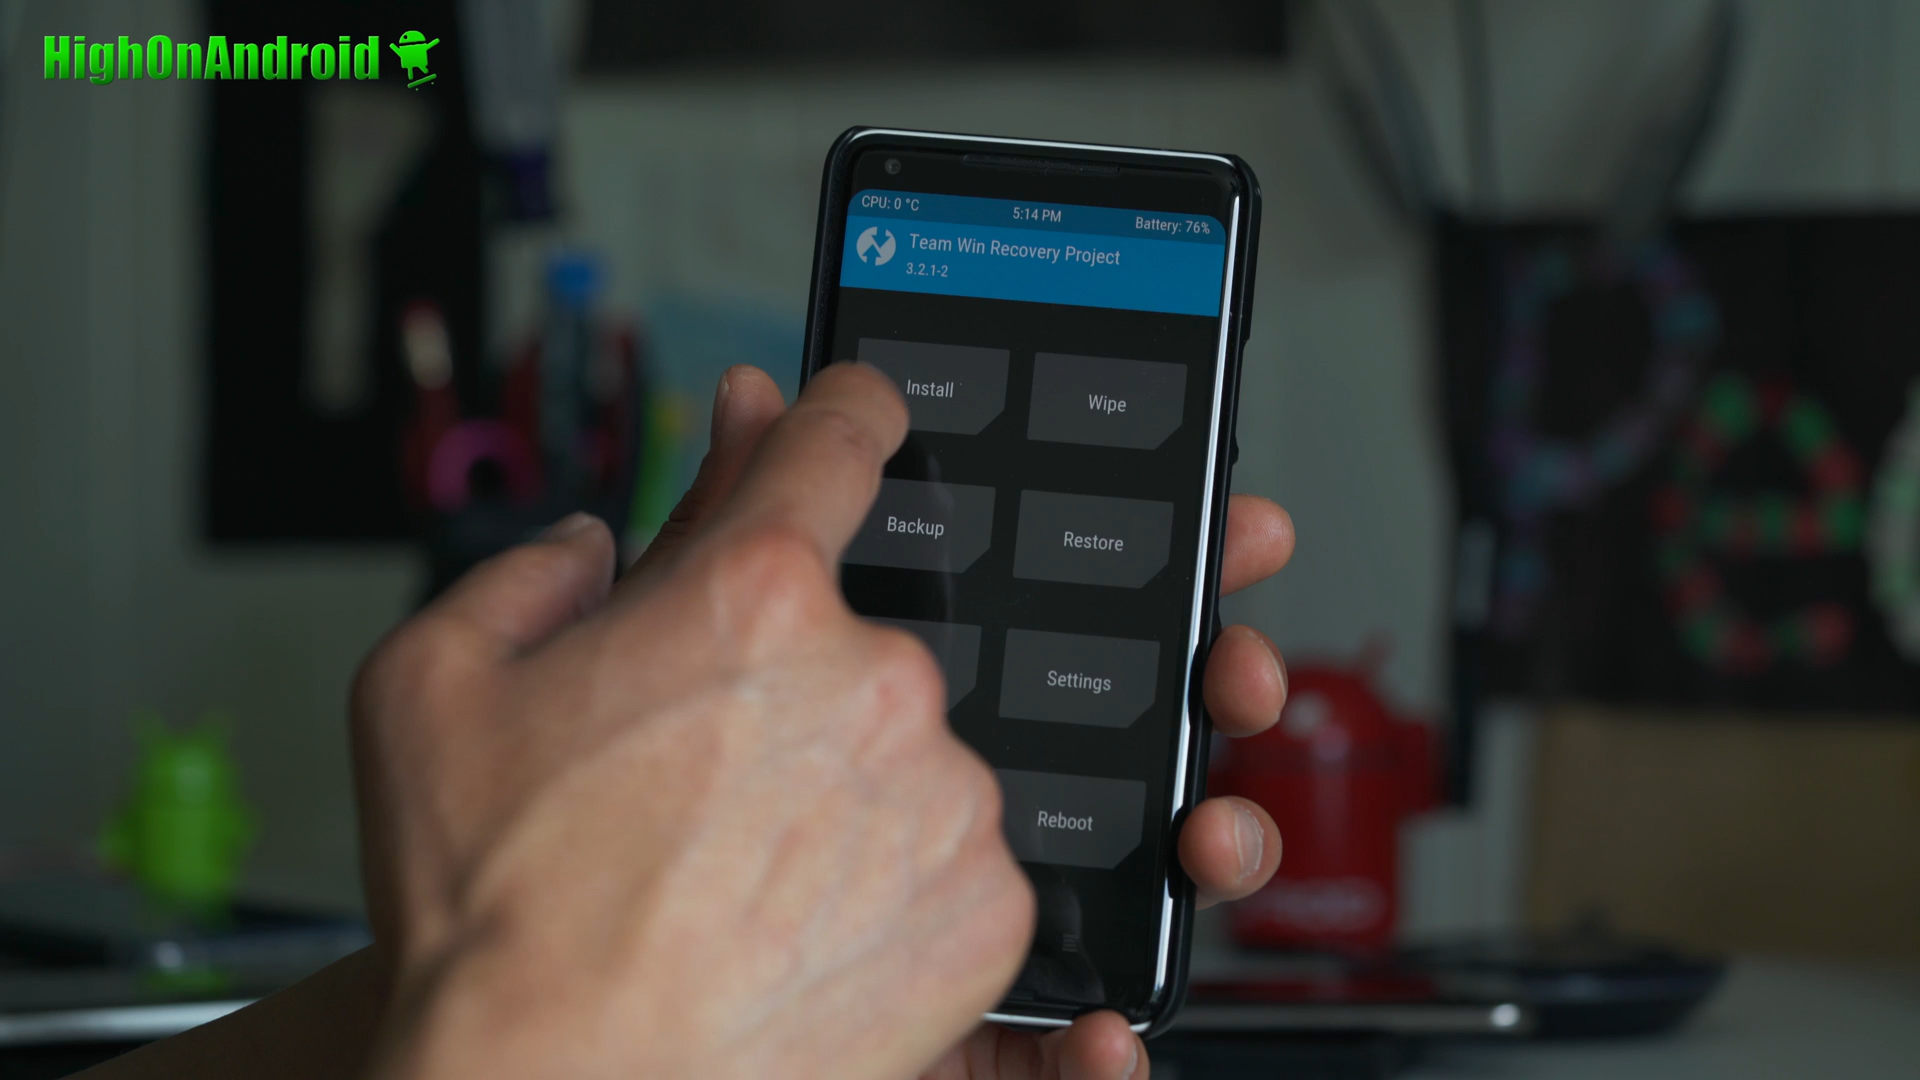 HighOnAndroid
CPU: 0 °C
5:14 PM
Battery: 76%
Team Win Recovery Project
3.2.1-2
Install
Wipe
Backup
Restore
Settings
Reboot